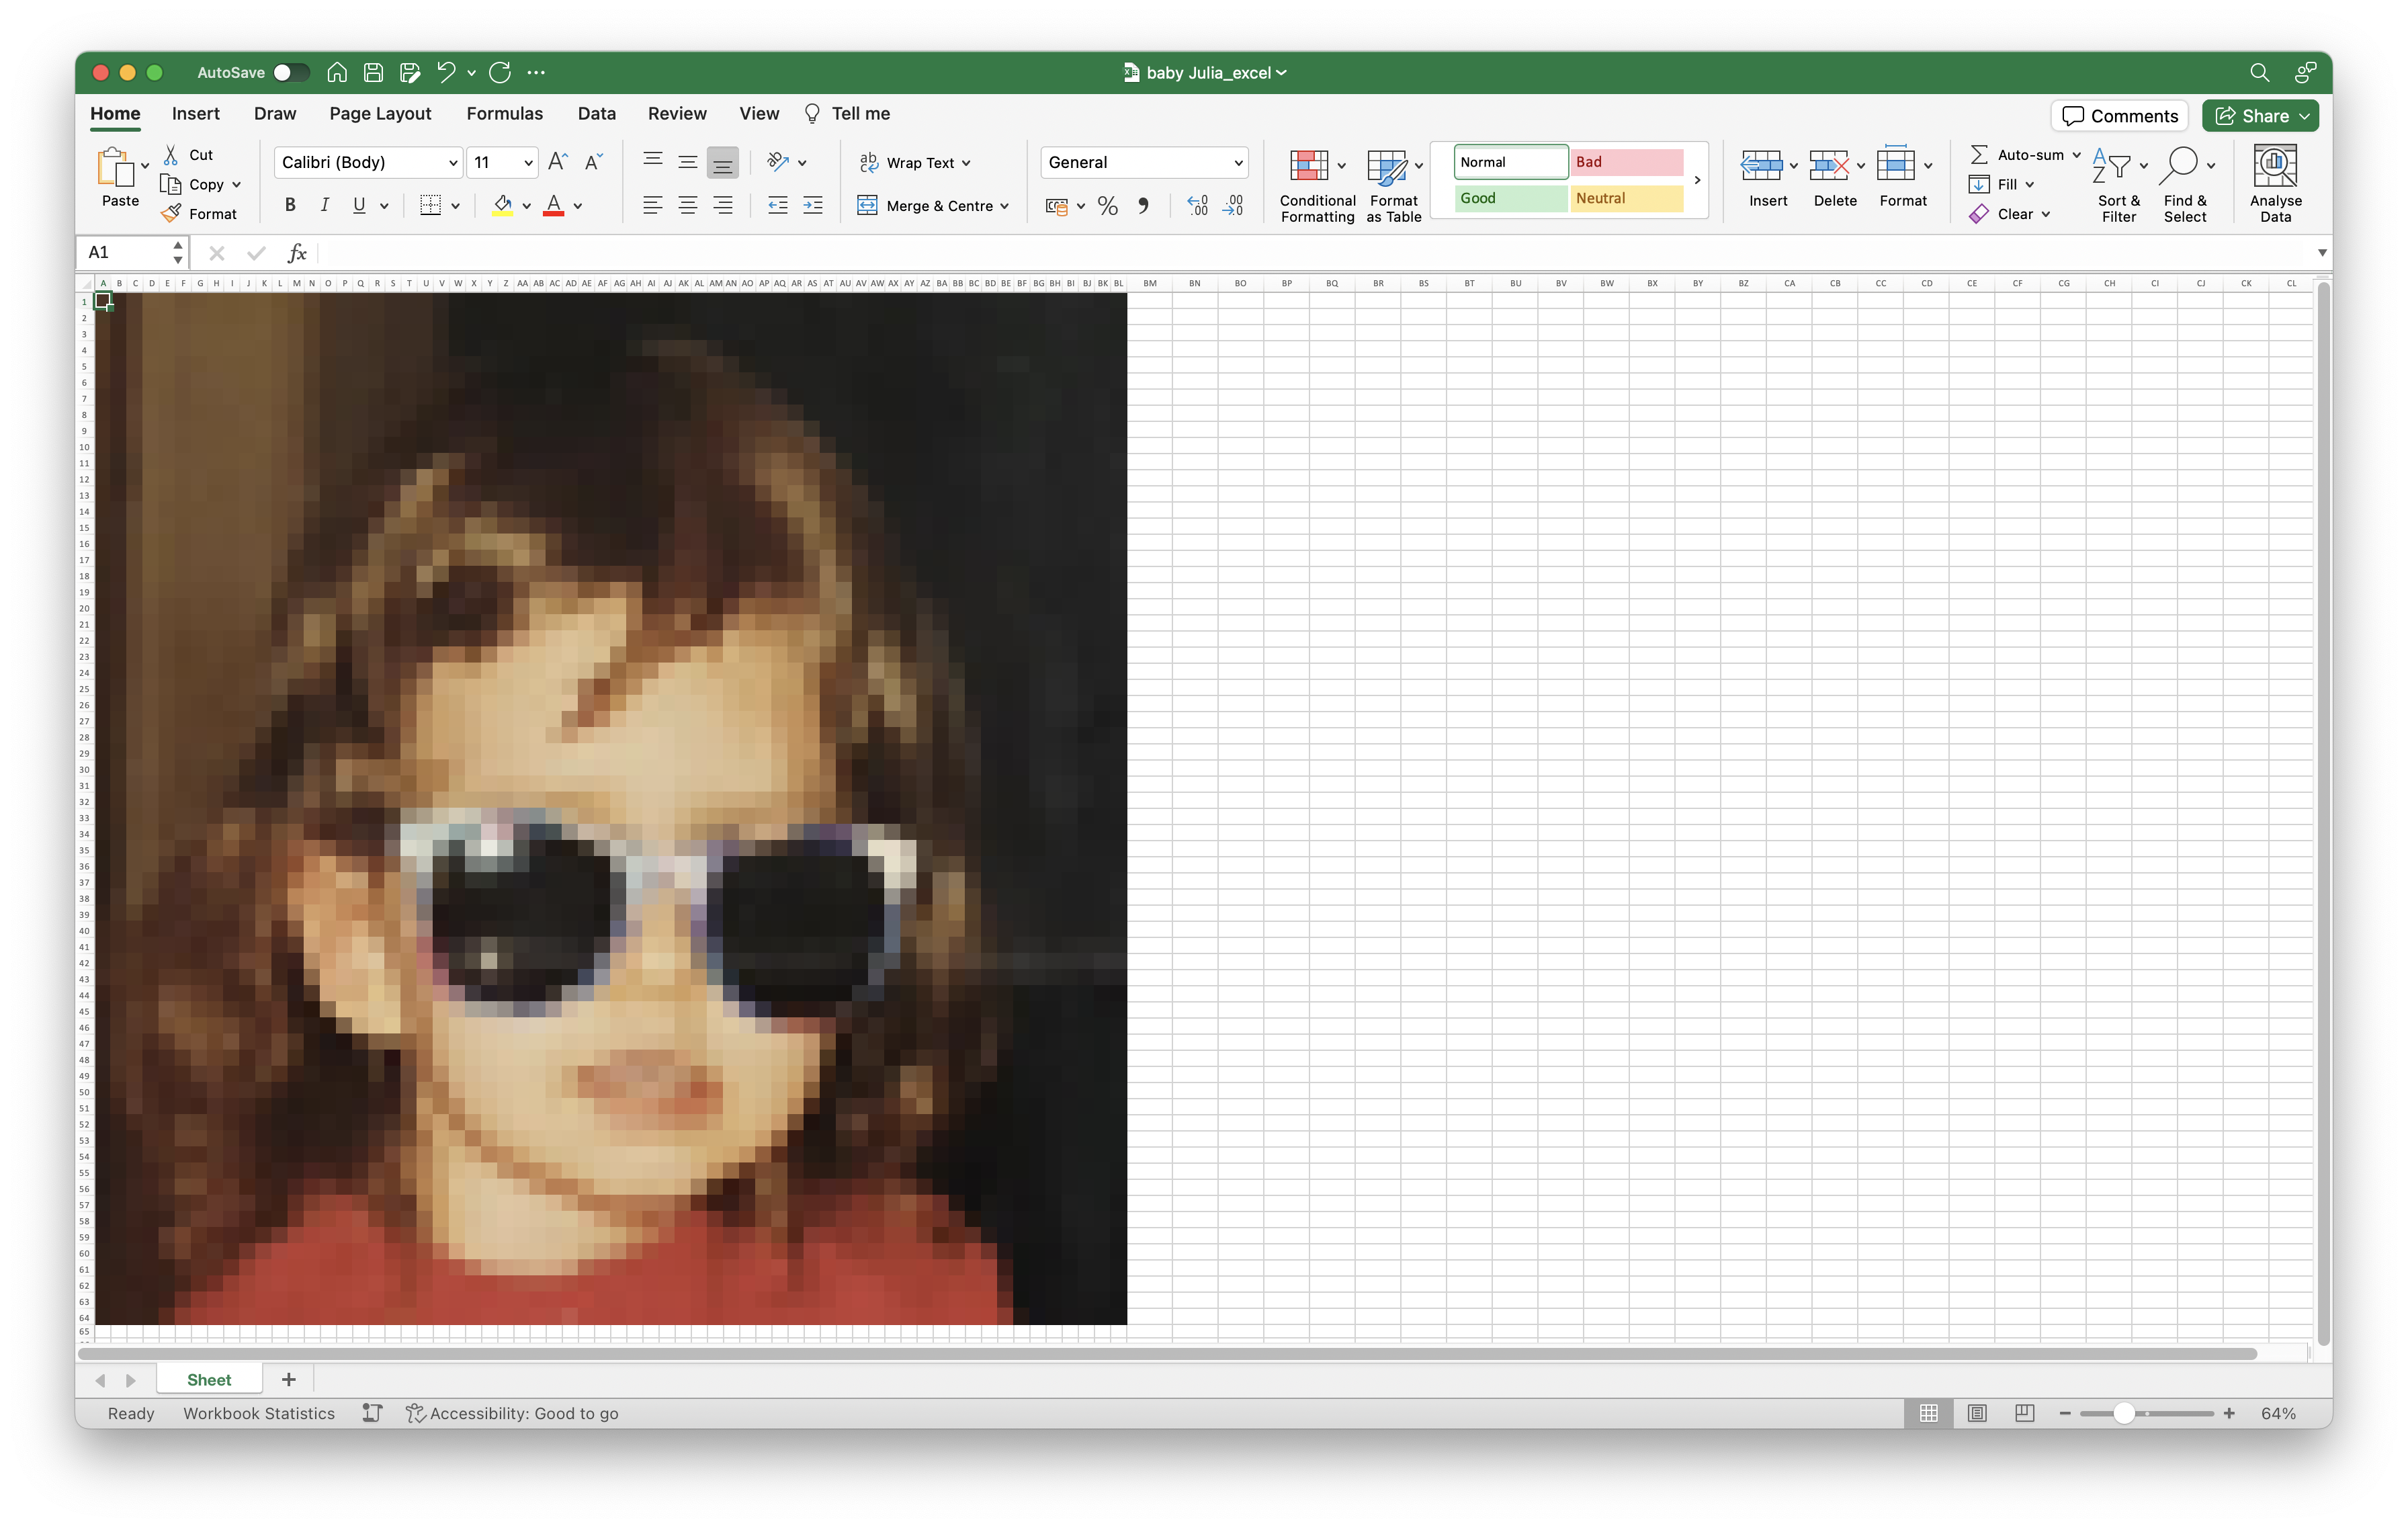 AutoSave
baby Julia_excel
Home Insert Draw Page Layout Formulas Data Review View Tell me
Comments Share
Paste
Cut
Copy
Format
Calibri (Body) 11
B I U
Wrap Text
Merge & Centre
General
Conditional Formatting
Format as Table
Normal Bad
Good Neutral
Insert Delete Format
Auto-sum
Fill
Clear
Sort & Filter
Find & Select
Analyse Data
A1 fx
A B C D E F G H I J K L M N O P Q R S T U V W X Y Z AA AB AC AD AE AF AG AH AI AJ AK AL AM AN AO AP AQ AR AS AT AU AV AW AX AY AZ BA BB BC BD BE BF BG BH BI BJ BK BL BM BN BO BP BQ BR BS BT BU BV BW BX BY BZ CA CB CC CD CE CF CG CH CI CJ CK CL
1
2
3
4
5
6
7
8
9
10
11
12
13
14
15
16
17
18
19
20
21
22
23
24
25
26
27
28
29
30
31
32
33
34
35
36
37
38
39
40
41
42
43
44
45
46
47
48
49
50
51
52
53
54
55
56
57
58
59
60
61
62
63
64
65
Sheet
Ready Workbook Statistics Accessibility: Good to go 64%